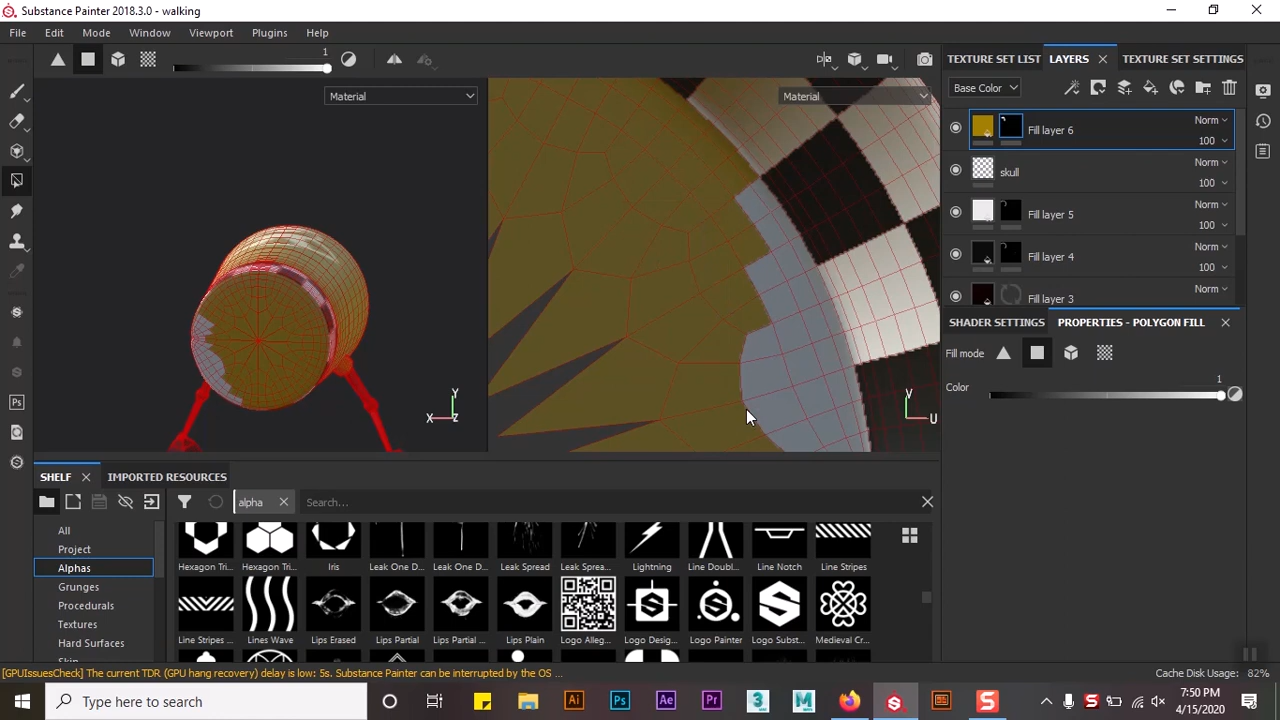 Substance Painter 2018.3.0 - walking
File Edit Mode Window Viewport Plugins Help
1
Material
Material
Y
X Z
V
U
TEXTURE SET LIST LAYERS TEXTURE SET SETTINGS
Base Color
Fill layer 6 Norm 100
skull Norm 100
Fill layer 5 Norm 100
Fill layer 4 Norm 100
Fill layer 3 Norm
SHADER SETTINGS PROPERTIES - POLYGON FILL
Fill mode
Color 1
SHELF IMPORTED RESOURCES
alpha Search...
All
Project
Alphas
Grunges
Procedurals
Textures
Hard Surfaces
Skin
Hexagon Tri... Hexagon Tri... Iris Leak One D... Leak One D... Leak Spread Leak Sprea... Lightning Line Doubl... Line Notch Line Stripes
Line Stripes ... Lines Wave Lips Erased Lips Partial Lips Partial ... Lips Plain Logo Alleg... Logo Desig... Logo Painter Logo Subst... Medieval Cr...
[GPUIssuesCheck] The current TDR (GPU hang recovery) delay is low: 5s. Substance Painter can be interrupted by the OS ...
Cache Disk Usage: 82%
Type here to search
Ai Ps Ae Pr 3 M S
7:50 PM
4/15/2020